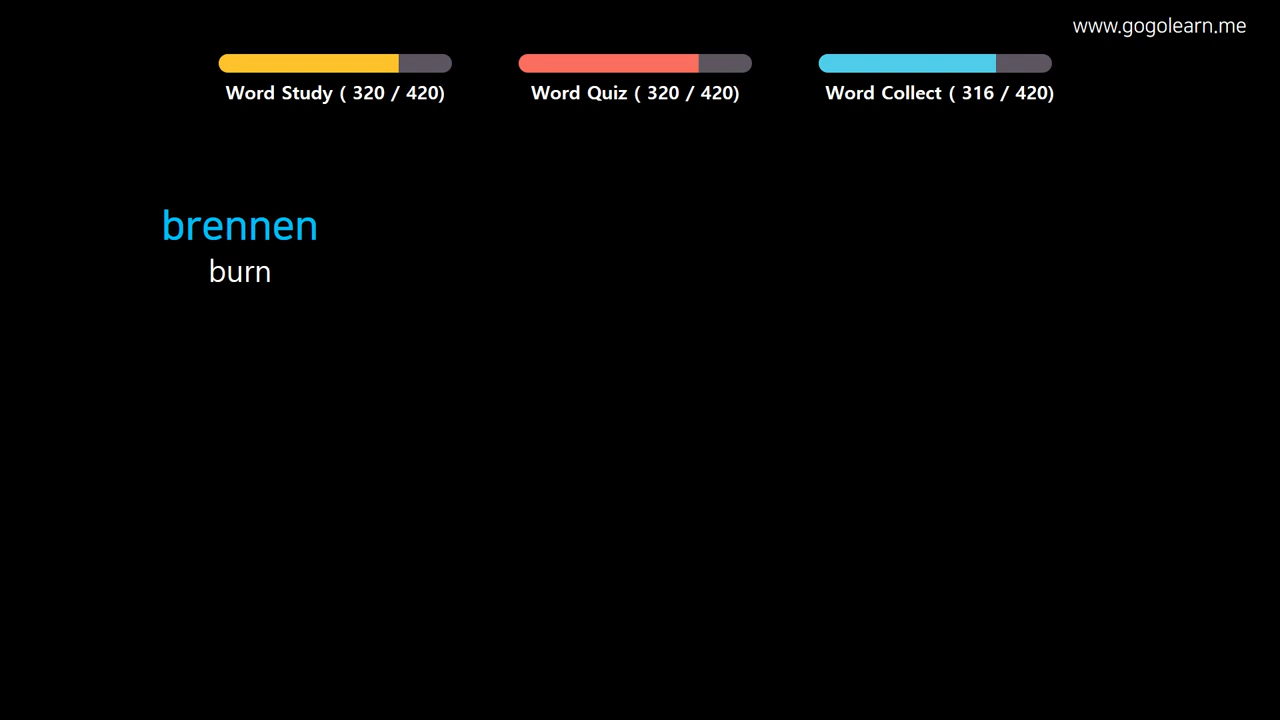 www.gogolearn.me
Word Study ( 320 / 420)
Word Quiz ( 320 / 420)
Word Collect ( 316 / 420)
brennen
burn